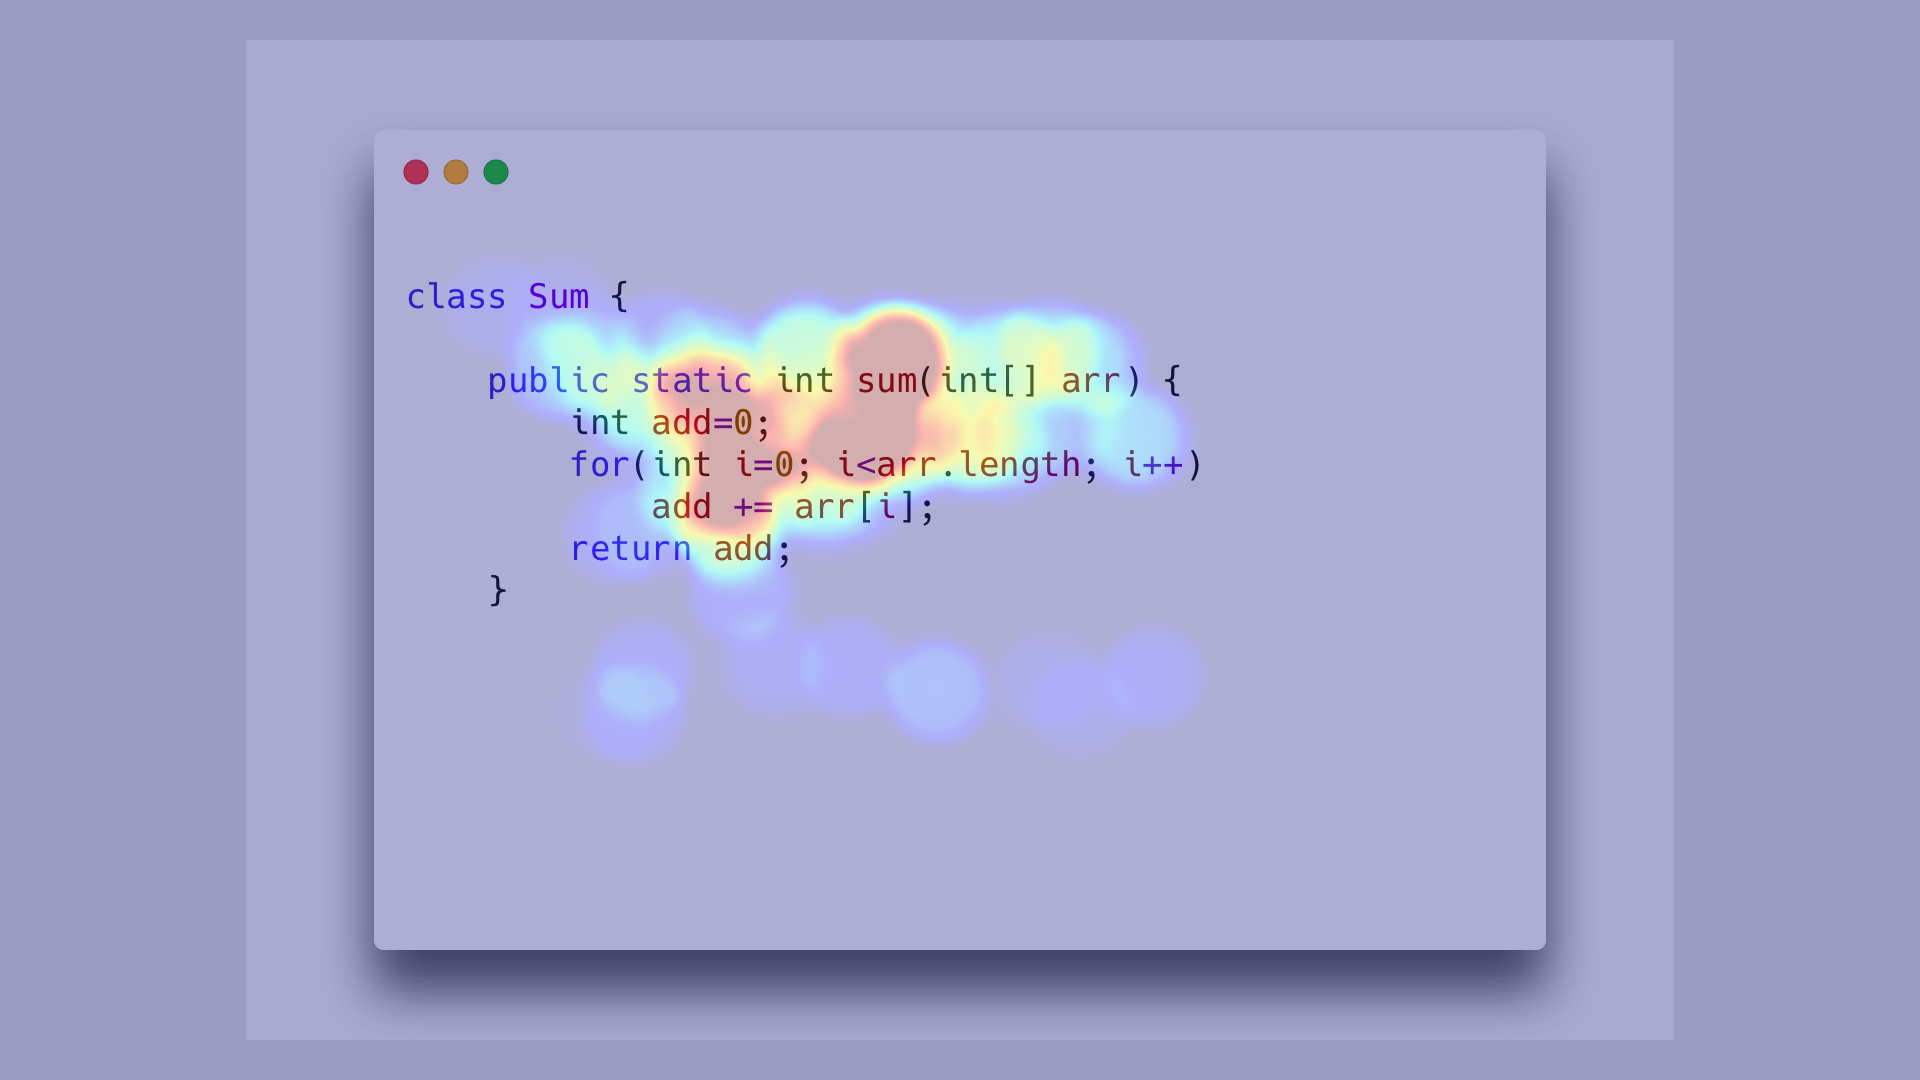 class Sum {
public static int sum(int[] arr) {
int add=0;
for(int i=0; i<arr.length; i++)
add += arr[i];
return add;
}